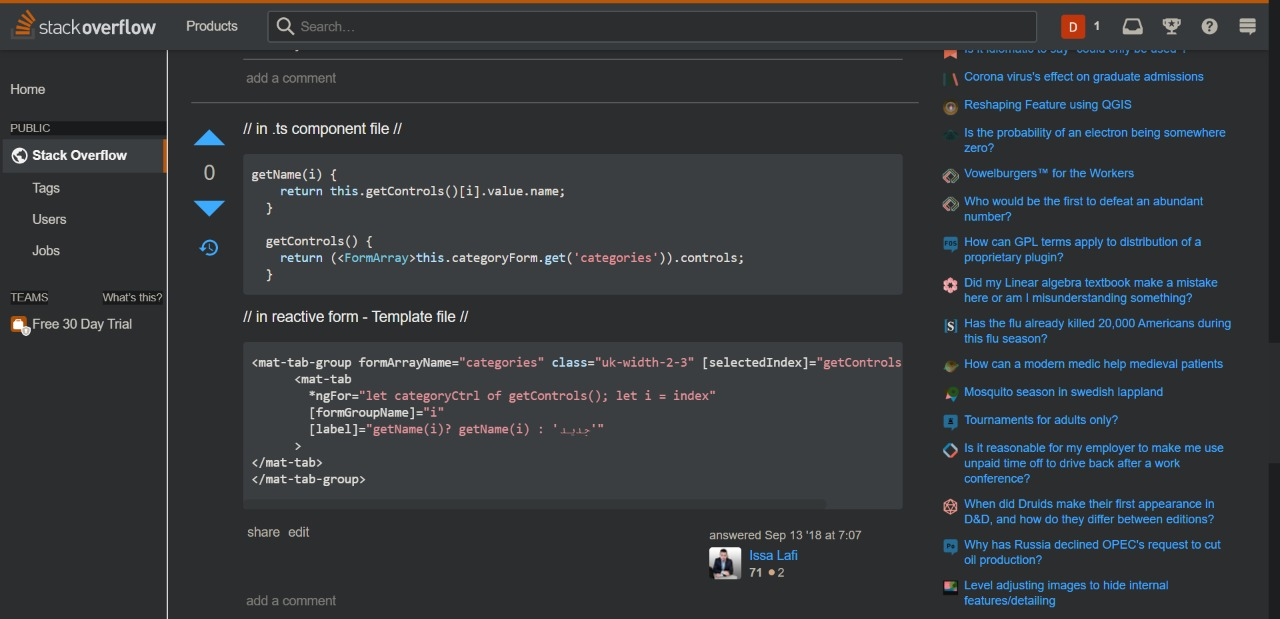 stackoverflow
Products
Search...
D
1
Home
PUBLIC
Stack Overflow
Tags
Users
Jobs
TEAMS
What's this?
Free 30 Day Trial
add a comment
// in .ts component file //
0
getName(i) {
return this.getControls()[i].value.name;
}
getControls() {
return (<FormArray>this.categoryForm.get('categories')).controls;
}
// in reactive form - Template file //
<mat-tab-group formArrayName="categories" class="uk-width-2-3" [selectedIndex]="getControls
<mat-tab
*ngFor="let categoryCtrl of getControls(); let i = index"
[formGroupName]="i"
[label]="getName(i)? getName(i) : 'جديد'"
>
</mat-tab>
</mat-tab-group>
share edit
answered Sep 13 '18 at 7:07
Issa Lafi
71 ●2
add a comment
Is it idiomatic to say "could only be used"?
Corona virus's effect on graduate admissions
Reshaping Feature using QGIS
Is the probability of an electron being somewhere
zero?
Vowelburgers™ for the Workers
Who would be the first to defeat an abundant
number?
How can GPL terms apply to distribution of a
proprietary plugin?
Did my Linear algebra textbook make a mistake
here or am I misunderstanding something?
Has the flu already killed 20,000 Americans during
this flu season?
How can a modern medic help medieval patients
Mosquito season in swedish lappland
Tournaments for adults only?
Is it reasonable for my employer to make me use
unpaid time off to drive back after a work
conference?
When did Druids make their first appearance in
D&D, and how do they differ between editions?
Why has Russia declined OPEC's request to cut
oil production?
Level adjusting images to hide internal
features/detailing